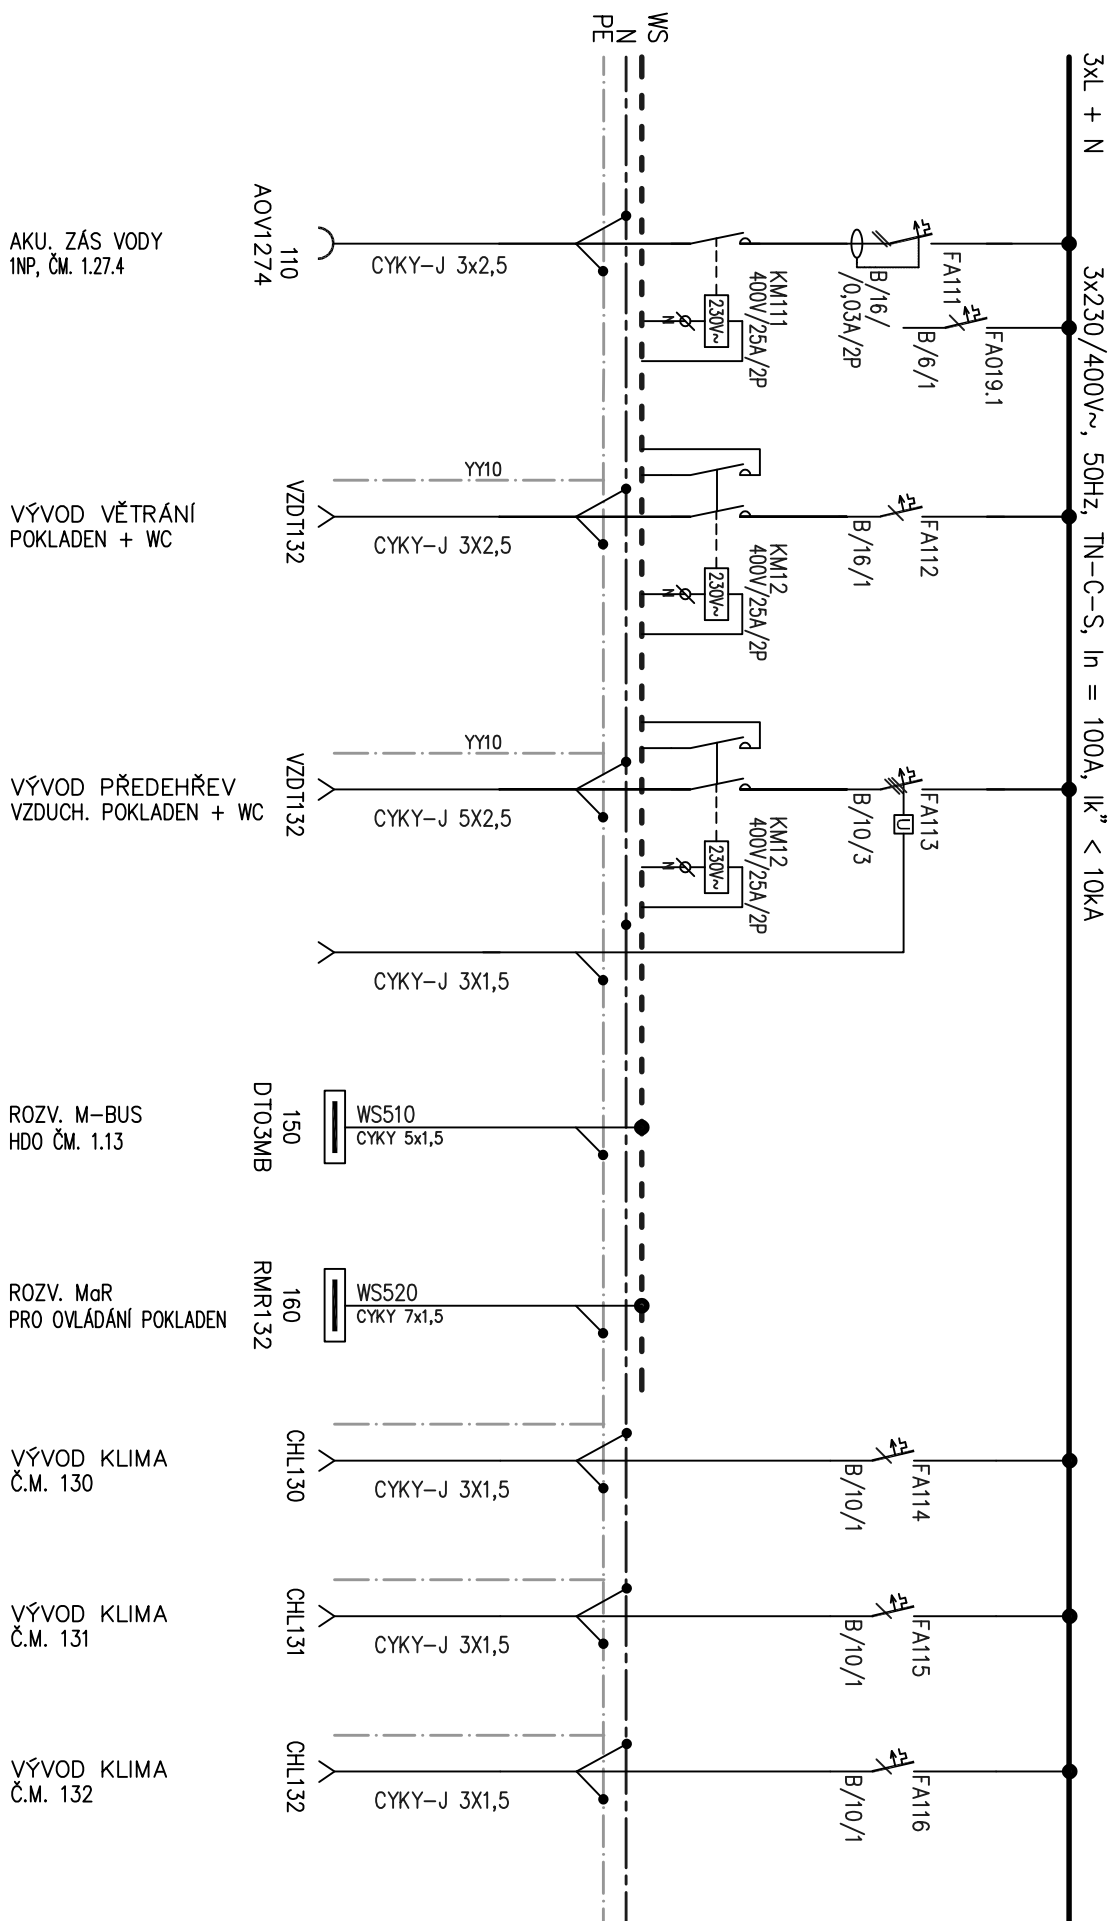 3xL + N
3x230/400V~, 50Hz, TN-C-S, In = 100A, Ik" < 10kA
WS
N
PE
AKU. ZÁS VODY
1NP, ČM. 1.27.4
110
AOV1274
CYKY-J 3x2,5
KM111
400V/25A/2P
230V~
N
FA111
B/16/
/0,03A/2P
FA019.1
B/6/1
VÝVOD VĚTRÁNÍ
POKLADEN + WC
VZDT132
YY10
CYKY-J 3X2,5
KM12
400V/25A/2P
230V~
N
FA112
B/16/1
VÝVOD PŘEDEHŘEV
VZDUCH. POKLADEN + WC
VZDT132
YY10
CYKY-J 5X2,5
KM12
400V/25A/2P
230V~
N
FA113
B/10/3
U
CYKY-J 3X1,5
ROZV. M-BUS
HDO ČM. 1.13
150
DT03MB
WS510
CYKY 5x1,5
ROZV. MaR
PRO OVLÁDÁNÍ POKLADEN
160
RMR132
WS520
CYKY 7x1,5
VÝVOD KLIMA
Č.M. 130
CHL130
CYKY-J 3X1,5
FA114
B/10/1
VÝVOD KLIMA
Č.M. 131
CHL131
CYKY-J 3X1,5
FA115
B/10/1
VÝVOD KLIMA
Č.M. 132
CHL132
CYKY-J 3X1,5
FA116
B/10/1